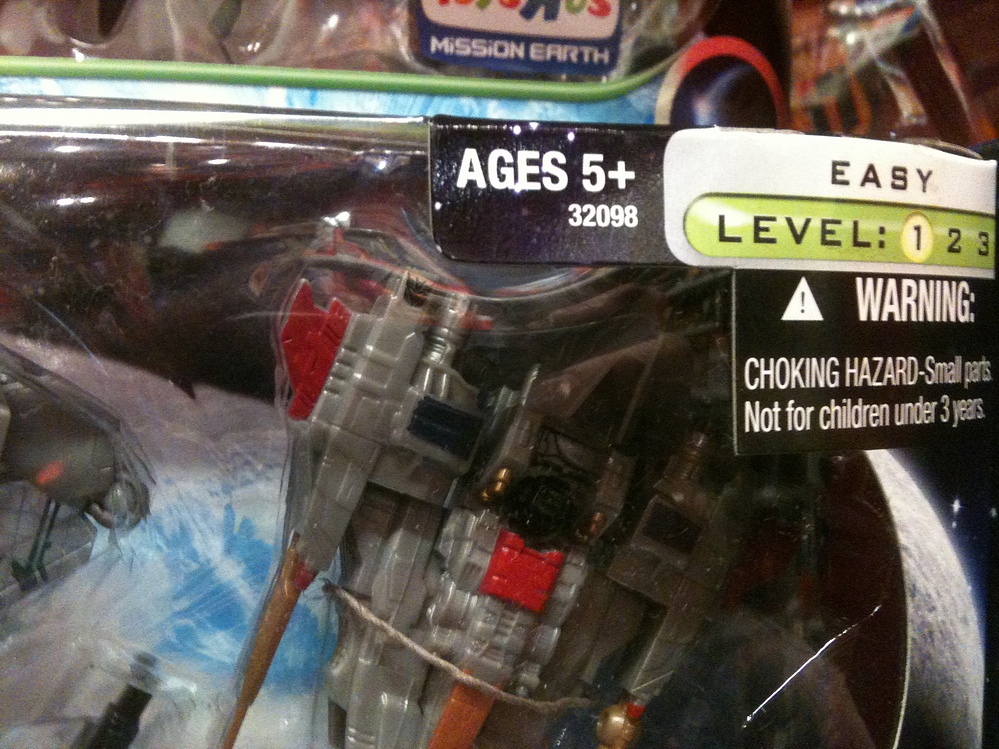 MISSION EARTH
AGES 5+
32098
EASY
LEVEL: 1 2 3
WARNING:
CHOKING HAZARD-Small parts.
Not for children under 3 years.